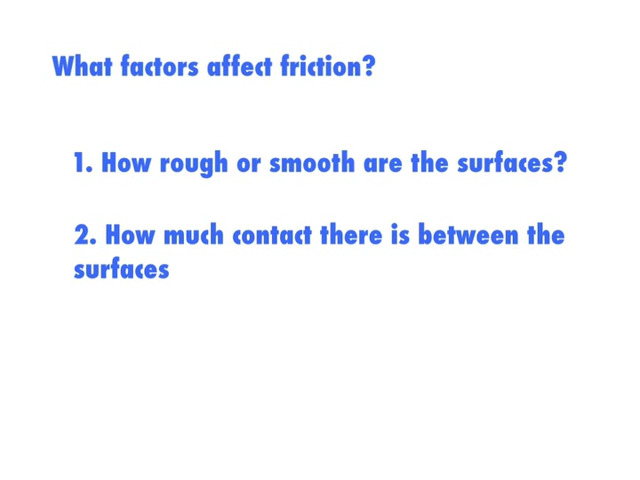 What factors affect friction?
1. How rough or smooth are the surfaces?
2. How much contact there is between the
surfaces